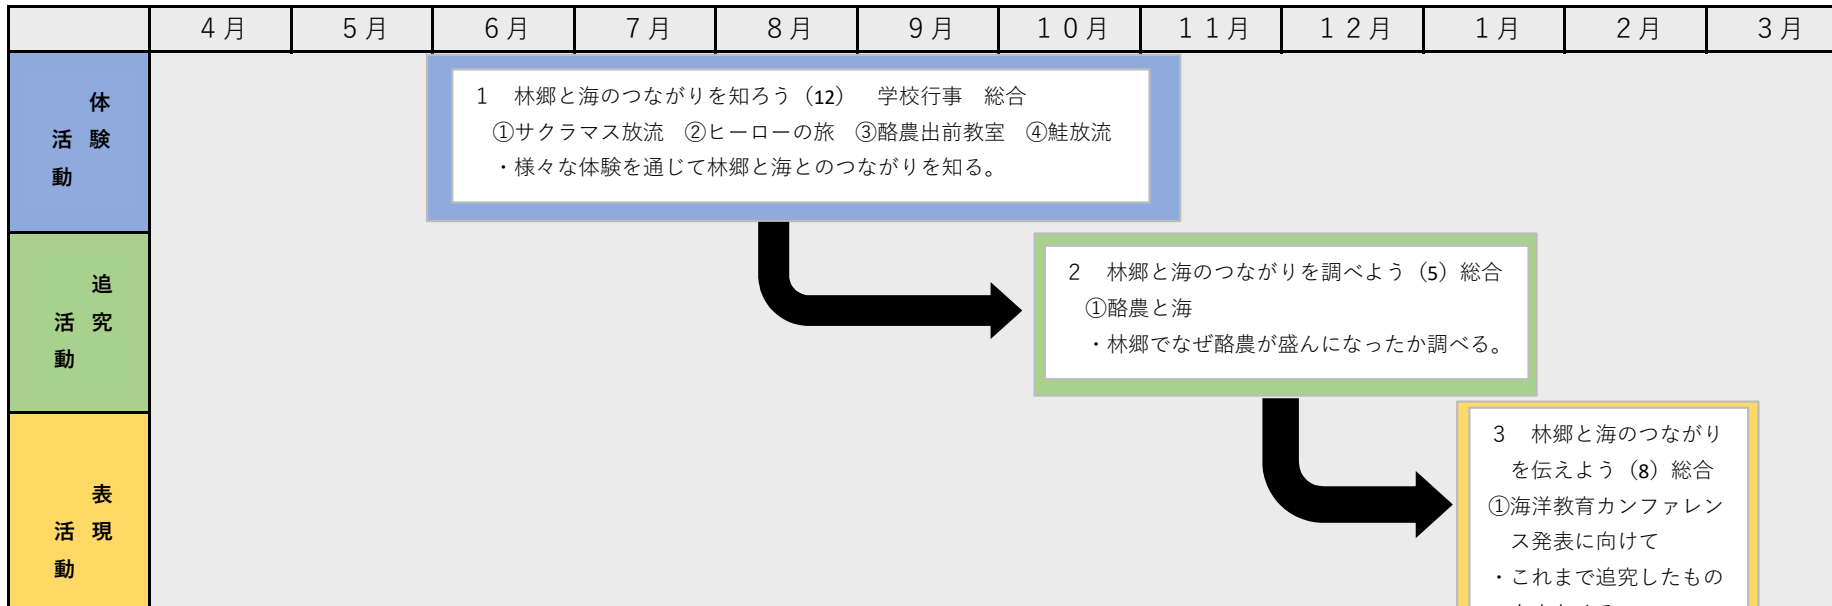 ４月 ５月 ６月 ７月 ８月 ９月 １０月 １１月 １２月 １月 ２月 ３月
体験活動
１　林郷と海のつながりを知ろう（12）　学校行事　総合
①サクラマス放流　②ヒーローの旅　③酪農出前教室　④鮭放流
・様々な体験を通じて林郷と海とのつながりを知る。
追究活動
２　林郷と海のつながりを調べよう（5）総合
①酪農と海
・林郷でなぜ酪農が盛んになったか調べる。
表現活動
３　林郷と海のつながり
を伝えよう（8）総合
①海洋教育カンファレン
ス発表に向けて
・これまで追究したもの